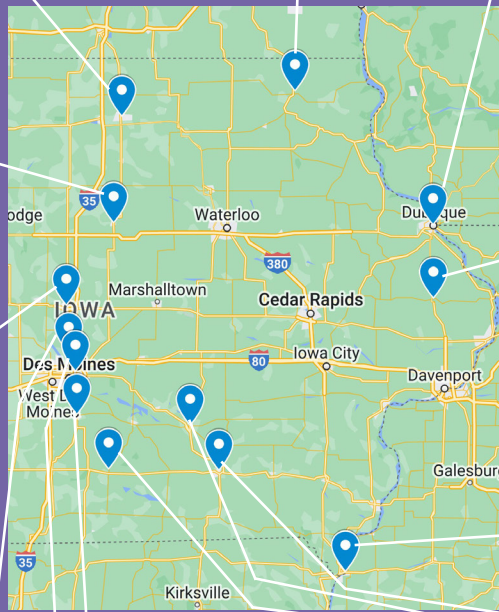 35
odge
Waterloo
Dubuque
380
Marshalltown
IOWA
Cedar Rapids
80
Iowa City
Des Moines
West D
Moines
Davenport
Galesbur
35
Kirksville